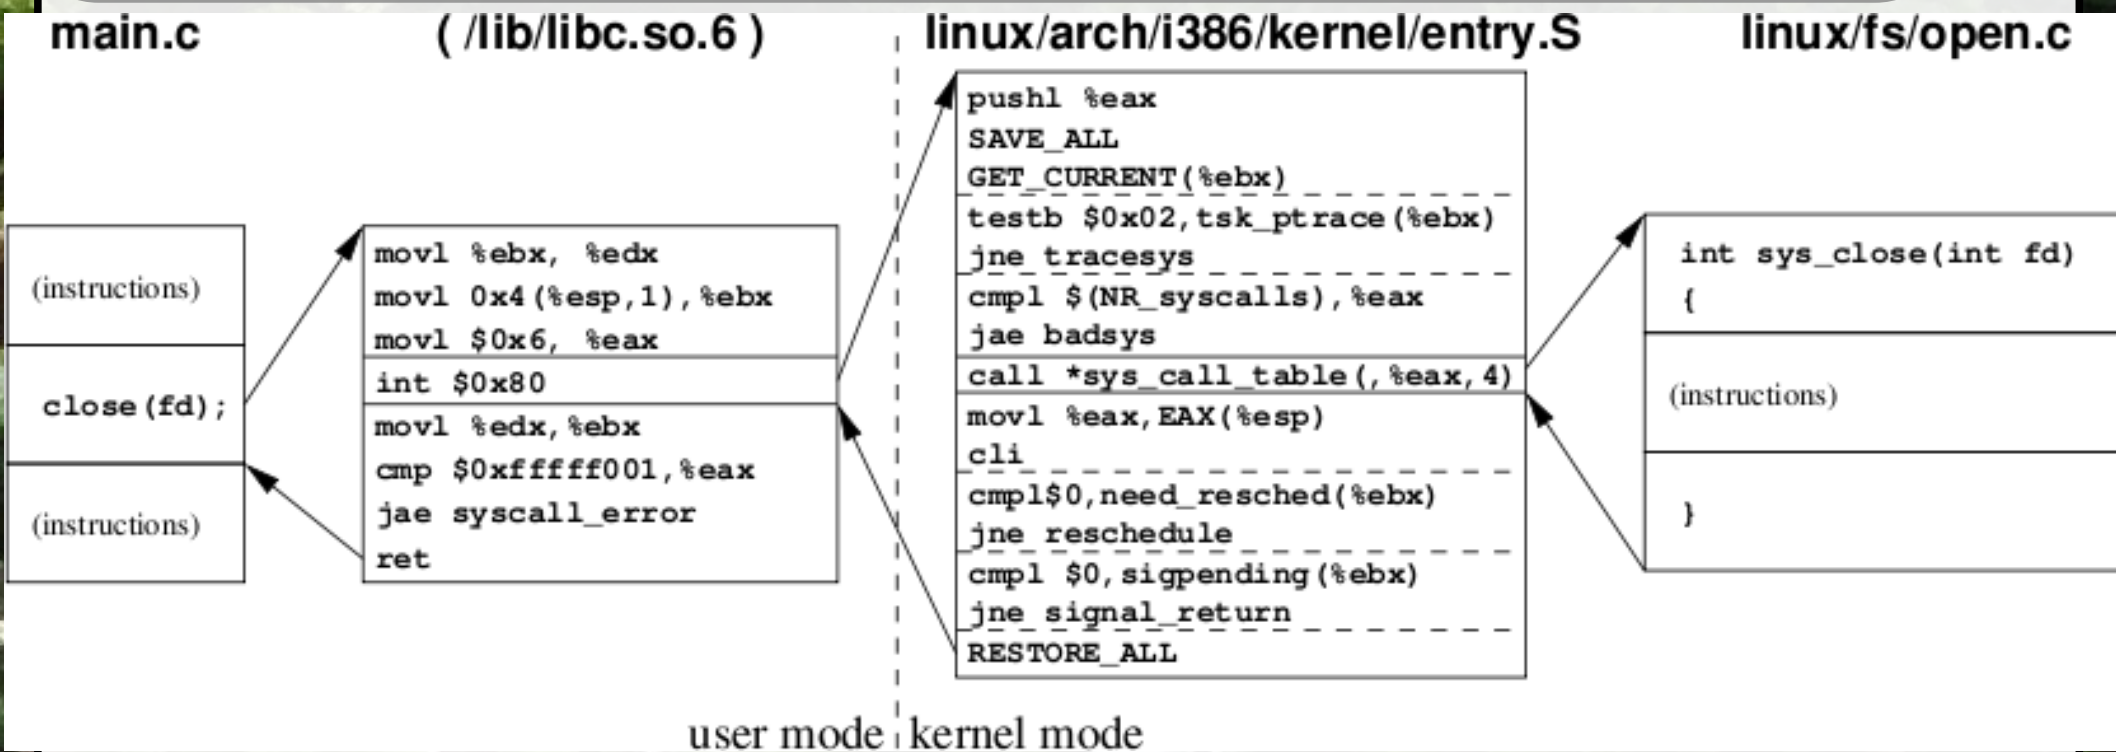 main.c
( /lib/libc.so.6 )
linux/arch/i386/kernel/entry.S
linux/fs/open.c
(instructions)
close(fd);
(instructions)
movl %ebx, %edx
movl 0x4(%esp,1),%ebx
movl $0x6, %eax
int $0x80
movl %edx,%ebx
cmp $0xfffff001,%eax
jae syscall_error
ret
pushl %eax
SAVE_ALL
GET_CURRENT(%ebx)
testb $0x02,tsk_ptrace(%ebx)
jne tracesys
cmpl $(NR_syscalls),%eax
jae badsys
call *sys_call_table(,%eax,4)
movl %eax,EAX(%esp)
cli
cmpl$0,need_resched(%ebx)
jne reschedule
cmpl $0,sigpending(%ebx)
jne signal_return
RESTORE_ALL
int sys_close(int fd)
{
(instructions)
}
user mode
kernel mode